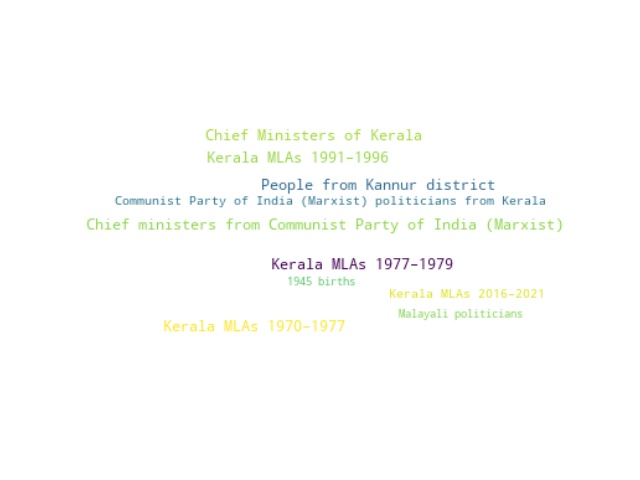 Chief Ministers of Kerala
Kerala MLAs 1991–1996
People from Kannur district
Communist Party of India (Marxist) politicians from Kerala
Chief ministers from Communist Party of India (Marxist)
Kerala MLAs 1977–1979
1945 births
Kerala MLAs 2016–2021
Malayali politicians
Kerala MLAs 1970–1977